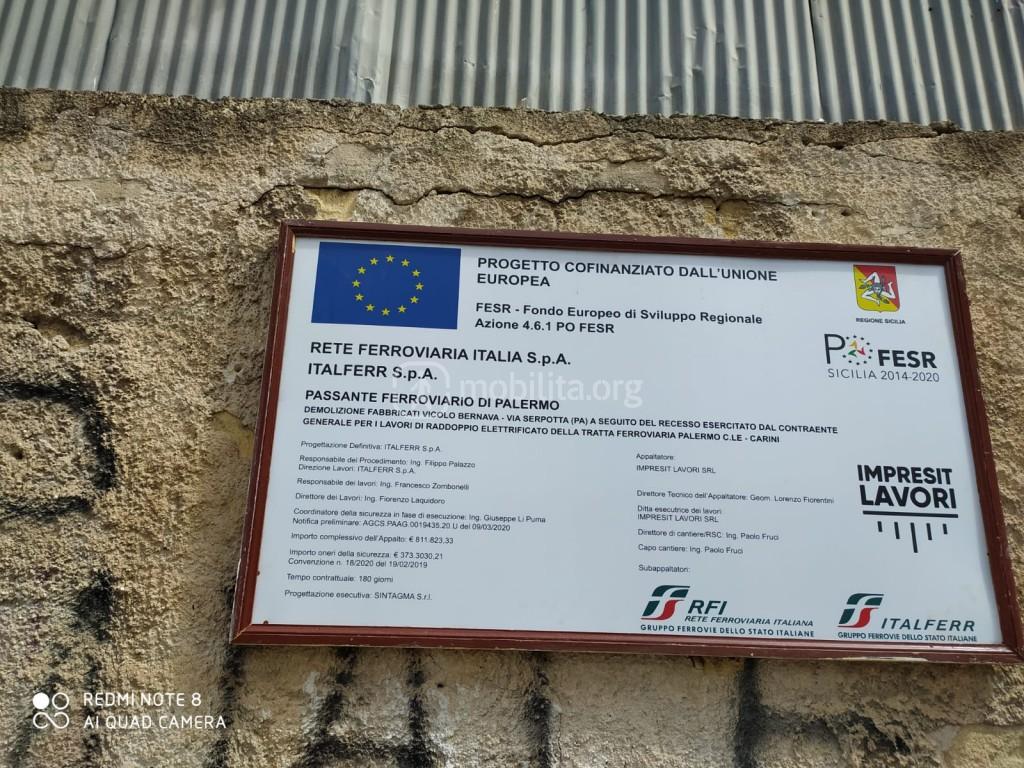 PROGETTO COFINANZIATO DALL'UNIONE
EUROPEA
FESR - Fondo Europeo di Sviluppo Regionale
Azione 4.6.1 PO FESR
REGIONE SICILIA
PO FESR
SICILIA 2014-2020
RETE FERROVIARIA ITALIA S.p.A.
ITALFERR S.p.A.
mobilita.org
PASSANTE FERROVIARIO DI PALERMO
DEMOLIZIONE FABBRICATI VICOLO BERNAVA - VIA SERPOTTA (PA) A SEGUITO DEL RECESSO ESERCITATO DAL CONTRAENTE
GENERALE PER I LAVORI DI RADDOPPIO ELETTRIFICATO DELLA TRATTA FERROVIARIA PALERMO C.LE - CARINI
Progettazione Definitiva: ITALFERR S.p.A.
Responsabile del Procedimento: Ing. Filippo Palazzo
Direzione Lavori: ITALFERR S.p.A.
Responsabile dei lavori: Ing. Francesco Zombonelli
Direttore dei Lavori: Ing. Fiorenzo Laquidoro
Coordinatore della sicurezza in fase di esecuzione: Ing. Giuseppe Li Puma
Notifica preliminare: AGCS.PAAG.0019435.20.U del 09/03/2020
Importo complessivo dell'Appalto: € 811.823,33
Importo oneri della sicurezza: € 373.3030,21
Convenzione n. 18/2020 del 19/02/2019
Tempo contrattuale: 180 giorni
Progettazione esecutiva: SINTAGMA S.r.l.
Appaltatore:
IMPRESIT LAVORI SRL
Direttore Tecnico dell'Appaltatore: Geom. Lorenzo Fiorentini
Ditta esecutrice dei lavori:
IMPRESIT LAVORI SRL
Direttore di cantiere/RSC: Ing. Paolo Fruci
Capo cantiere: Ing. Paolo Fruci
Subappaltatori:
IMPRESIT
LAVORI
RFI
RETE FERROVIARIA ITALIANA
GRUPPO FERROVIE DELLO STATO ITALIANE
ITALFERR
GRUPPO FERROVIE DELLO STATO ITALIANE
REDMI NOTE 8
AI QUAD CAMERA